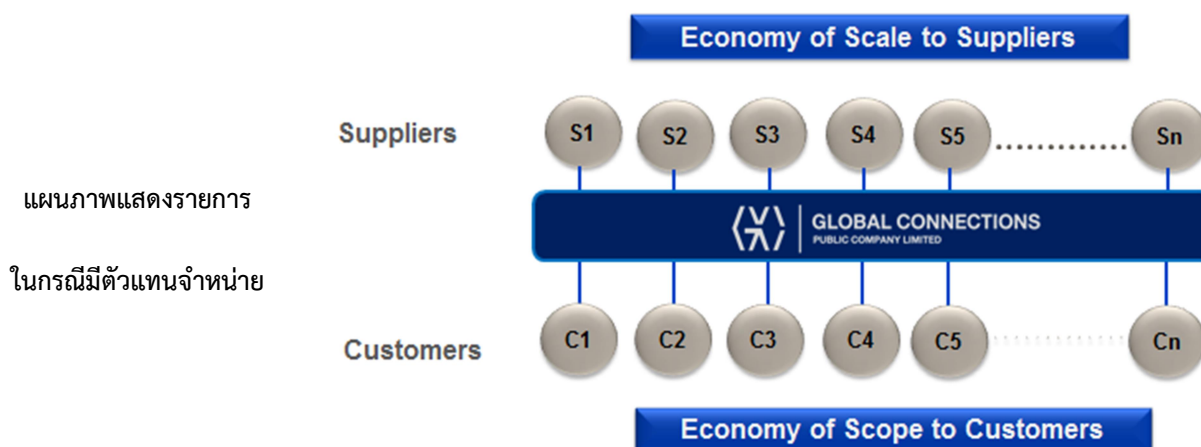 Economy of Scale to Suppliers
Suppliers
S1 S2 S3 S4 S5 ............. Sn
แผนภาพแสดงรายการ
GLOBAL CONNECTIONS
PUBLIC COMPANY LIMITED
ในกรณีมีตัวแทนจำหน่าย
Customers
C1 C2 C3 C4 C5 ............. Cn
Economy of Scope to Customers